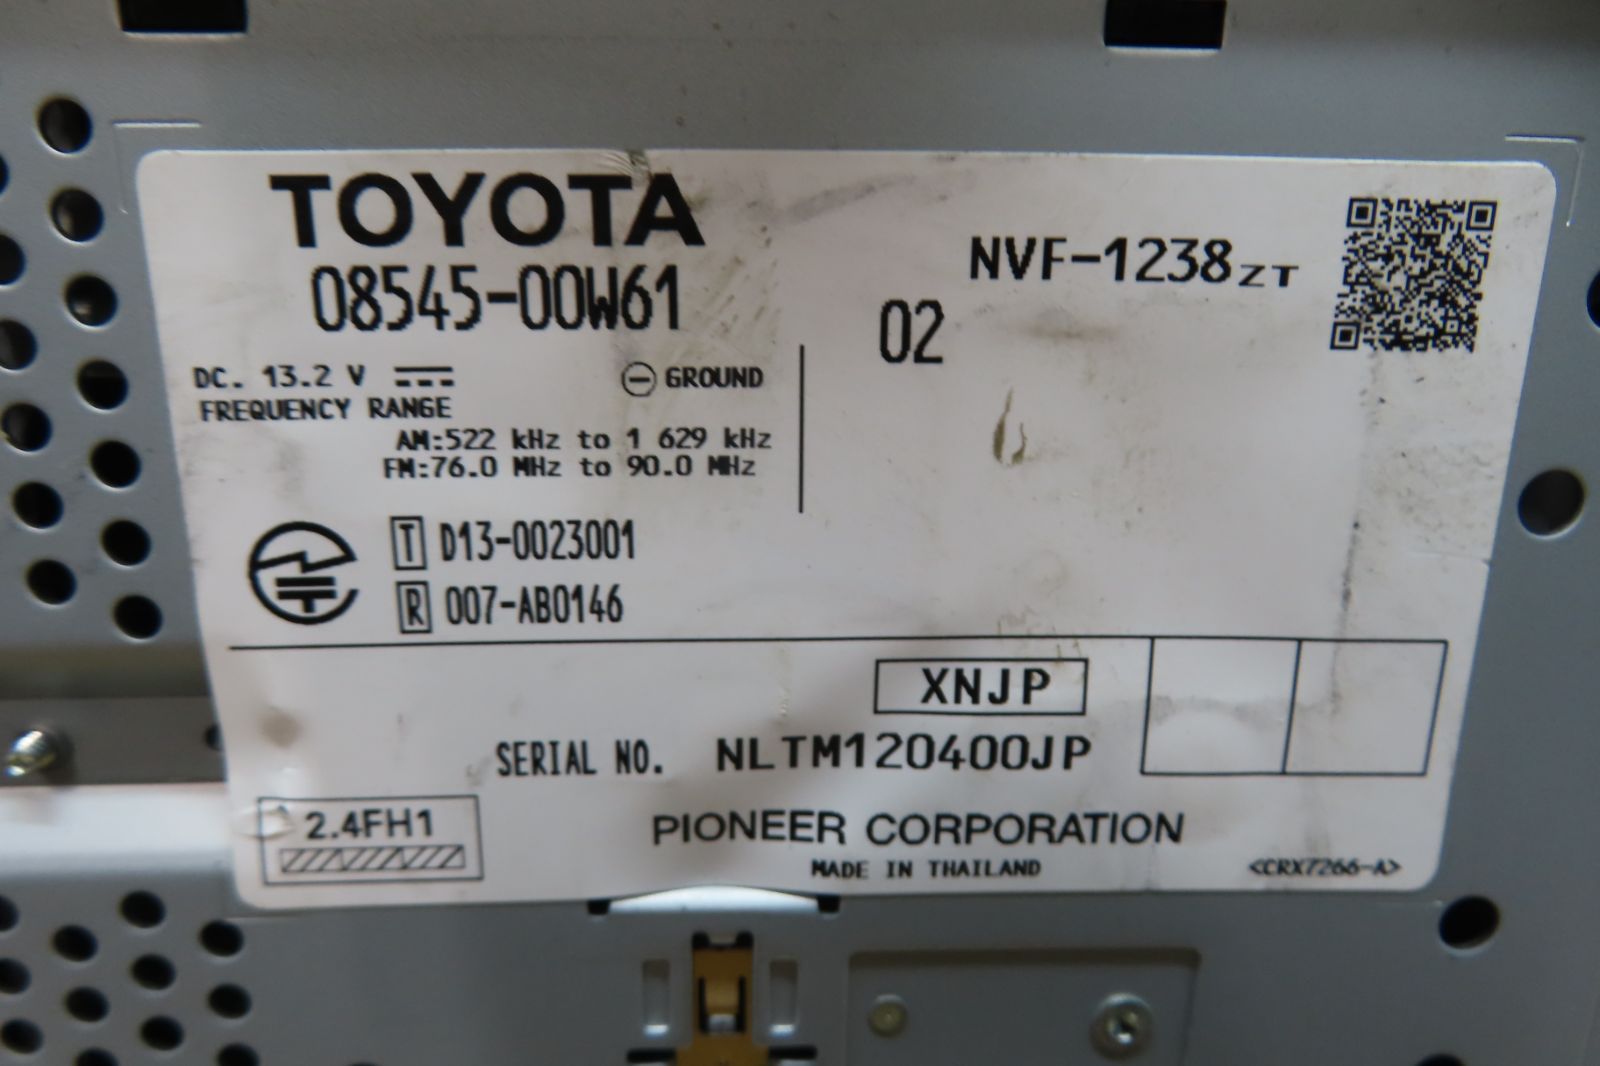 TOYOTA
08545-00W61
NVF-1238ZT
02
DC. 13.2 V
GROUND
FREQUENCY RANGE
AM:522 kHz to 1 629 kHz
FM:76.0 MHz to 90.0 MHz
T D13-0023001
R 007-AB0146
XNJP
SERIAL NO. NLTM120400JP
2.4FH1
PIONEER CORPORATION
MADE IN THAILAND
<CRX7266-A>